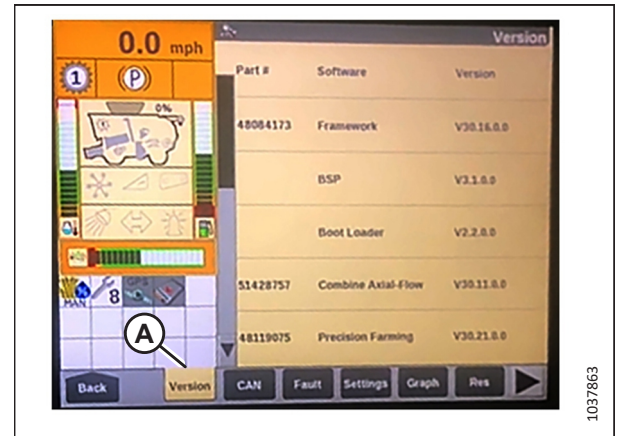 0.0 mph
Version
1
P
Part # Software Version
0%
48084173 Framework V30.16.0.0
BSP V3.1.0.0
Boot Loader V2.2.0.0
51428757 Combine Axial-Flow V30.11.0.0
MAN
8
GPS
48119075 Precision Farming V30.21.0.0
A
Back Version CAN Fault Settings Graph Res
1037863